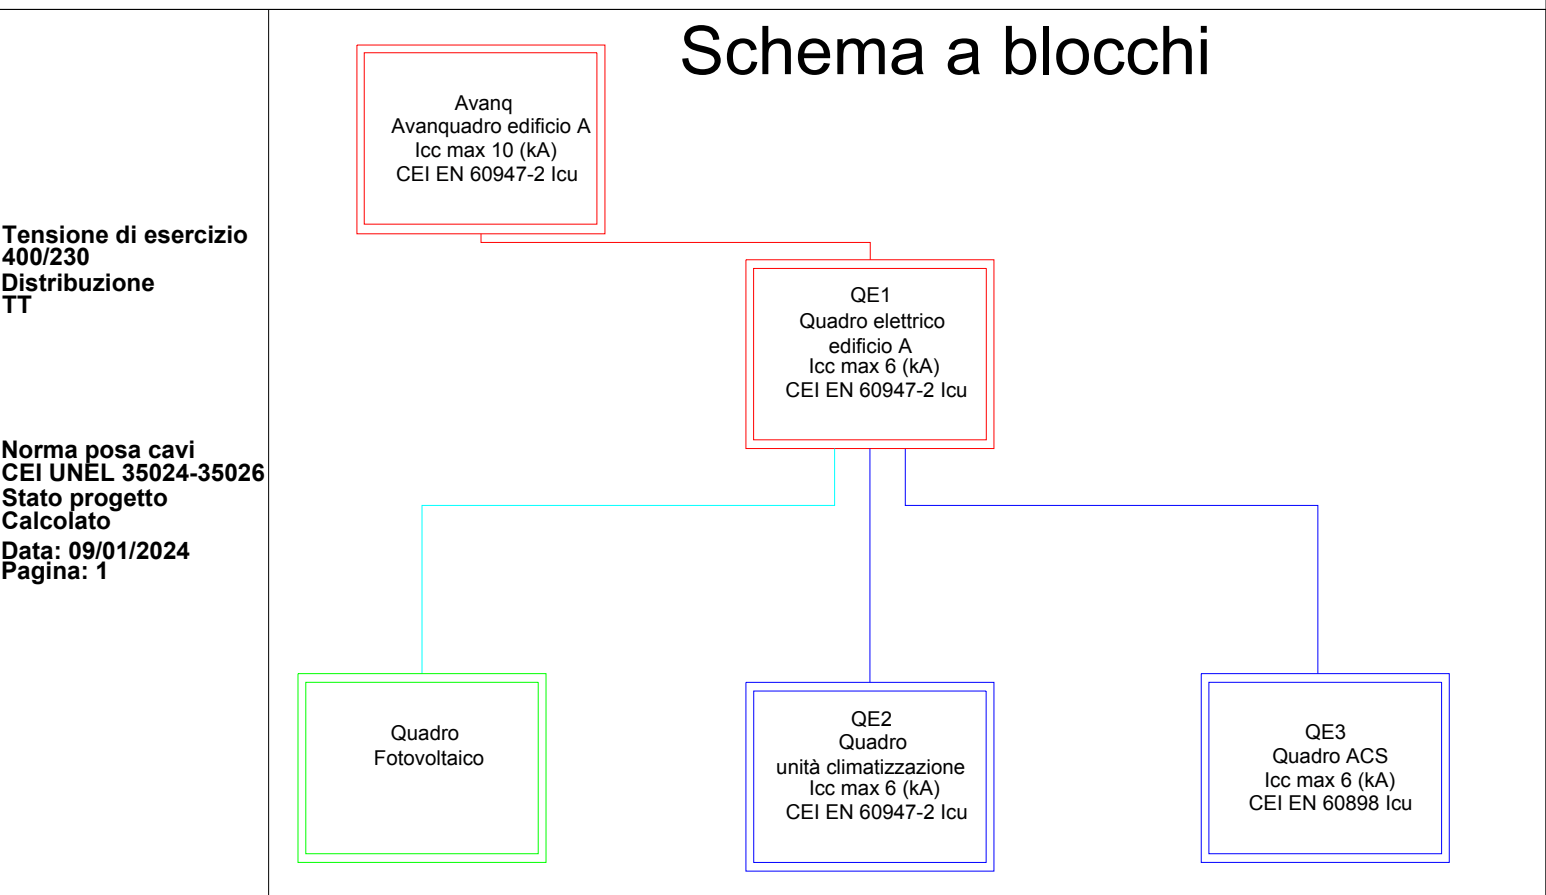 Schema a blocchi
Avanq
Avanquadro edificio A
Icc max 10 (kA)
CEI EN 60947-2 Icu
Tensione di esercizio
400/230
Distribuzione
TT
QE1
Quadro elettrico
edificio A
Icc max 6 (kA)
CEI EN 60947-2 Icu
Norma posa cavi
CEI UNEL 35024-35026
Stato progetto
Calcolato
Data: 09/01/2024
Pagina: 1
Quadro
Fotovoltaico
QE2
Quadro
unità climatizzazione
Icc max 6 (kA)
CEI EN 60947-2 Icu
QE3
Quadro ACS
Icc max 6 (kA)
CEI EN 60898 Icu